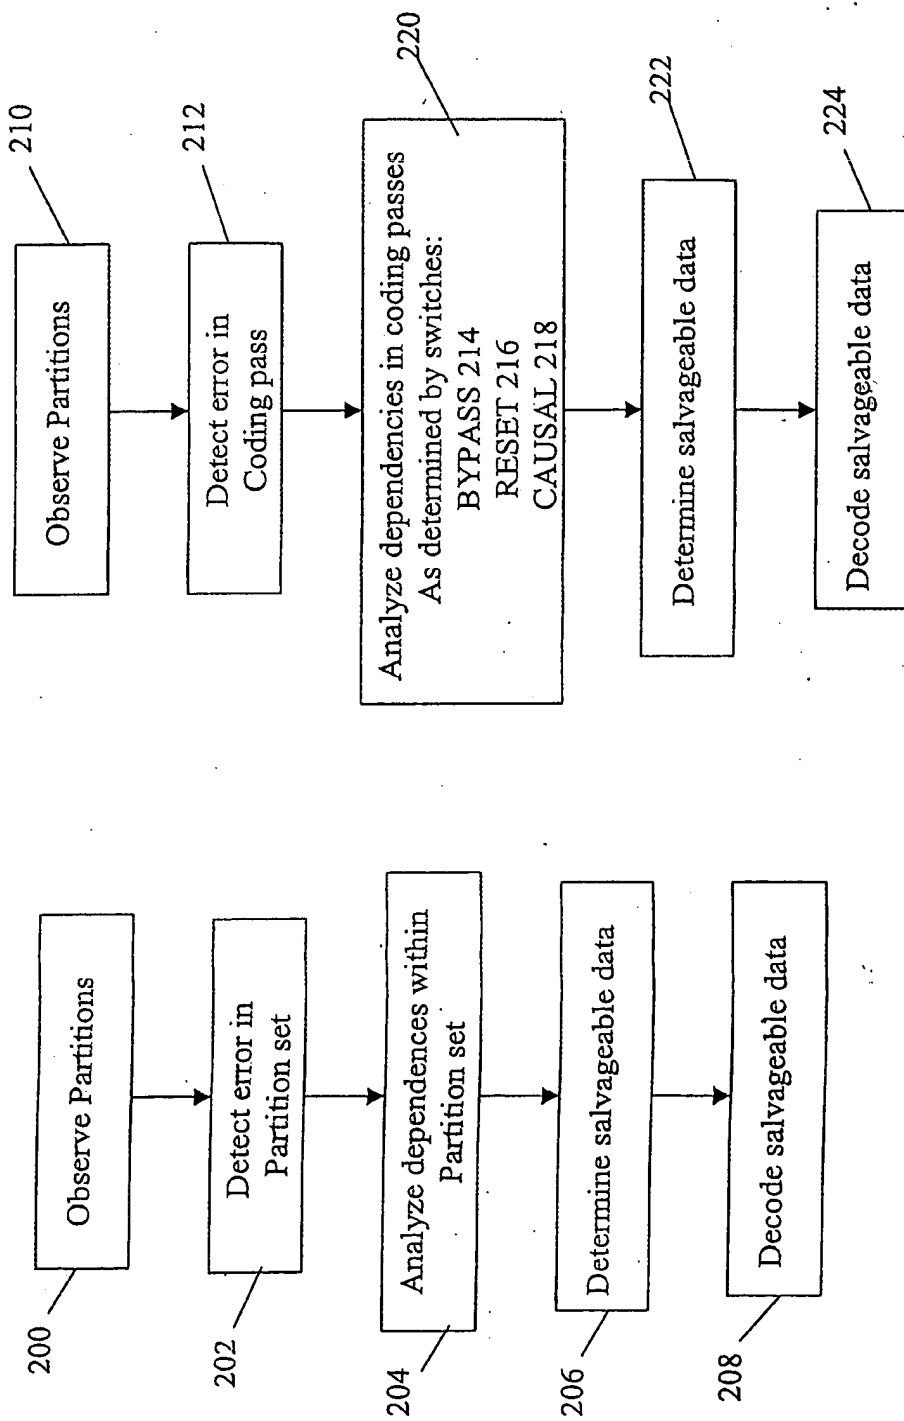 200
Observe Partitions
202
Detect error in
Partition set
204
Analyze dependences within
Partition set
206
Determine salvageable data
208
Decode salvageable data
210
Observe Partitions
212
Detect error in
Coding pass
220
Analyze dependencies in coding passes
As determined by switches:
BYPASS 214
RESET 216
CAUSAL 218
222
Determine salvageable data
224
Decode salvageable data